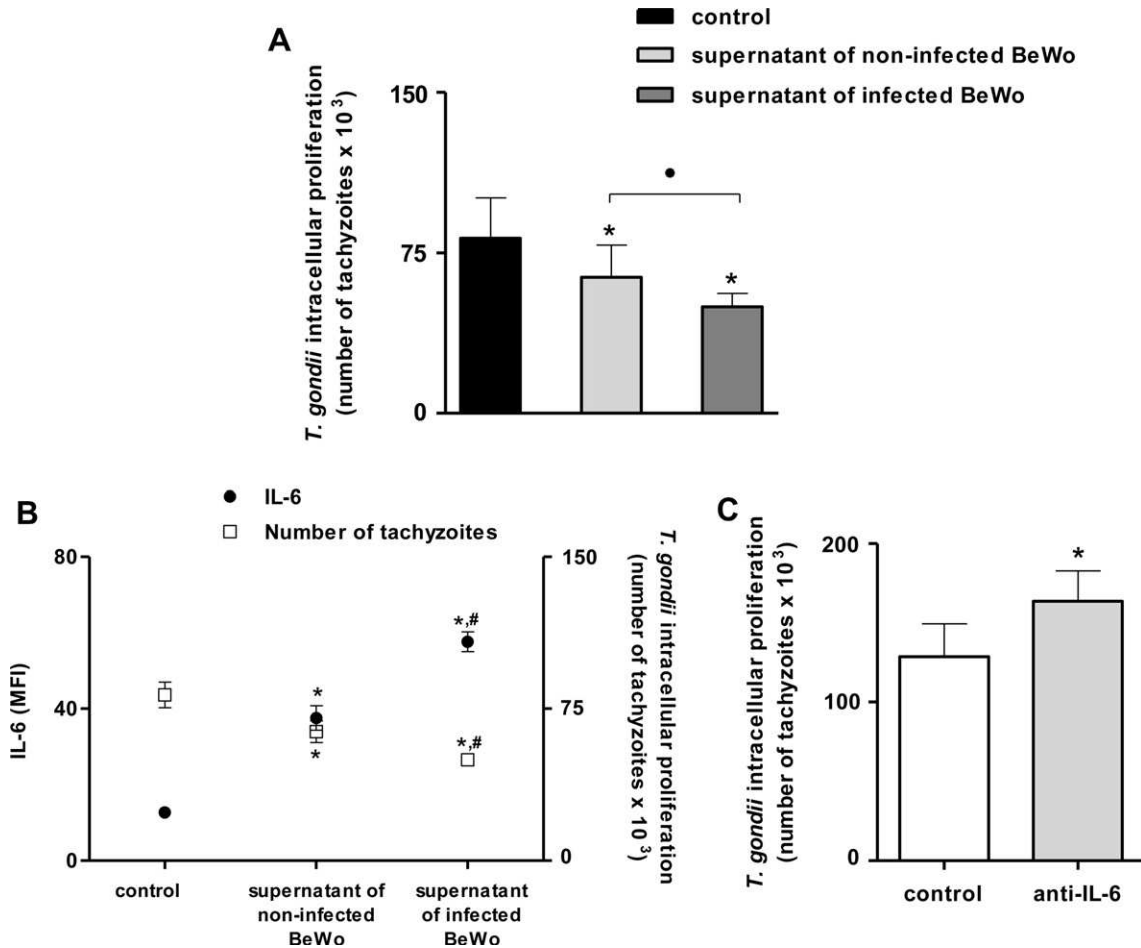 A
control
supernatant of non-infected BeWo
supernatant of infected BeWo
T. gondii intracellular proliferation
(number of tachyzoites x 10³)
150
75
0
•
*
*
B
IL-6
Number of tachyzoites
IL-6 (MFI)
80
40
0
*
*
*,#
*,#
150
75
0
T. gondii intracellular proliferation
(number of tachyzoites x 10³)
control
supernatant of
non-infected
BeWo
supernatant
of infected
BeWo
C
T. gondii intracellular proliferation
(number of tachyzoites x 10³)
200
100
0
*
control
anti-IL-6